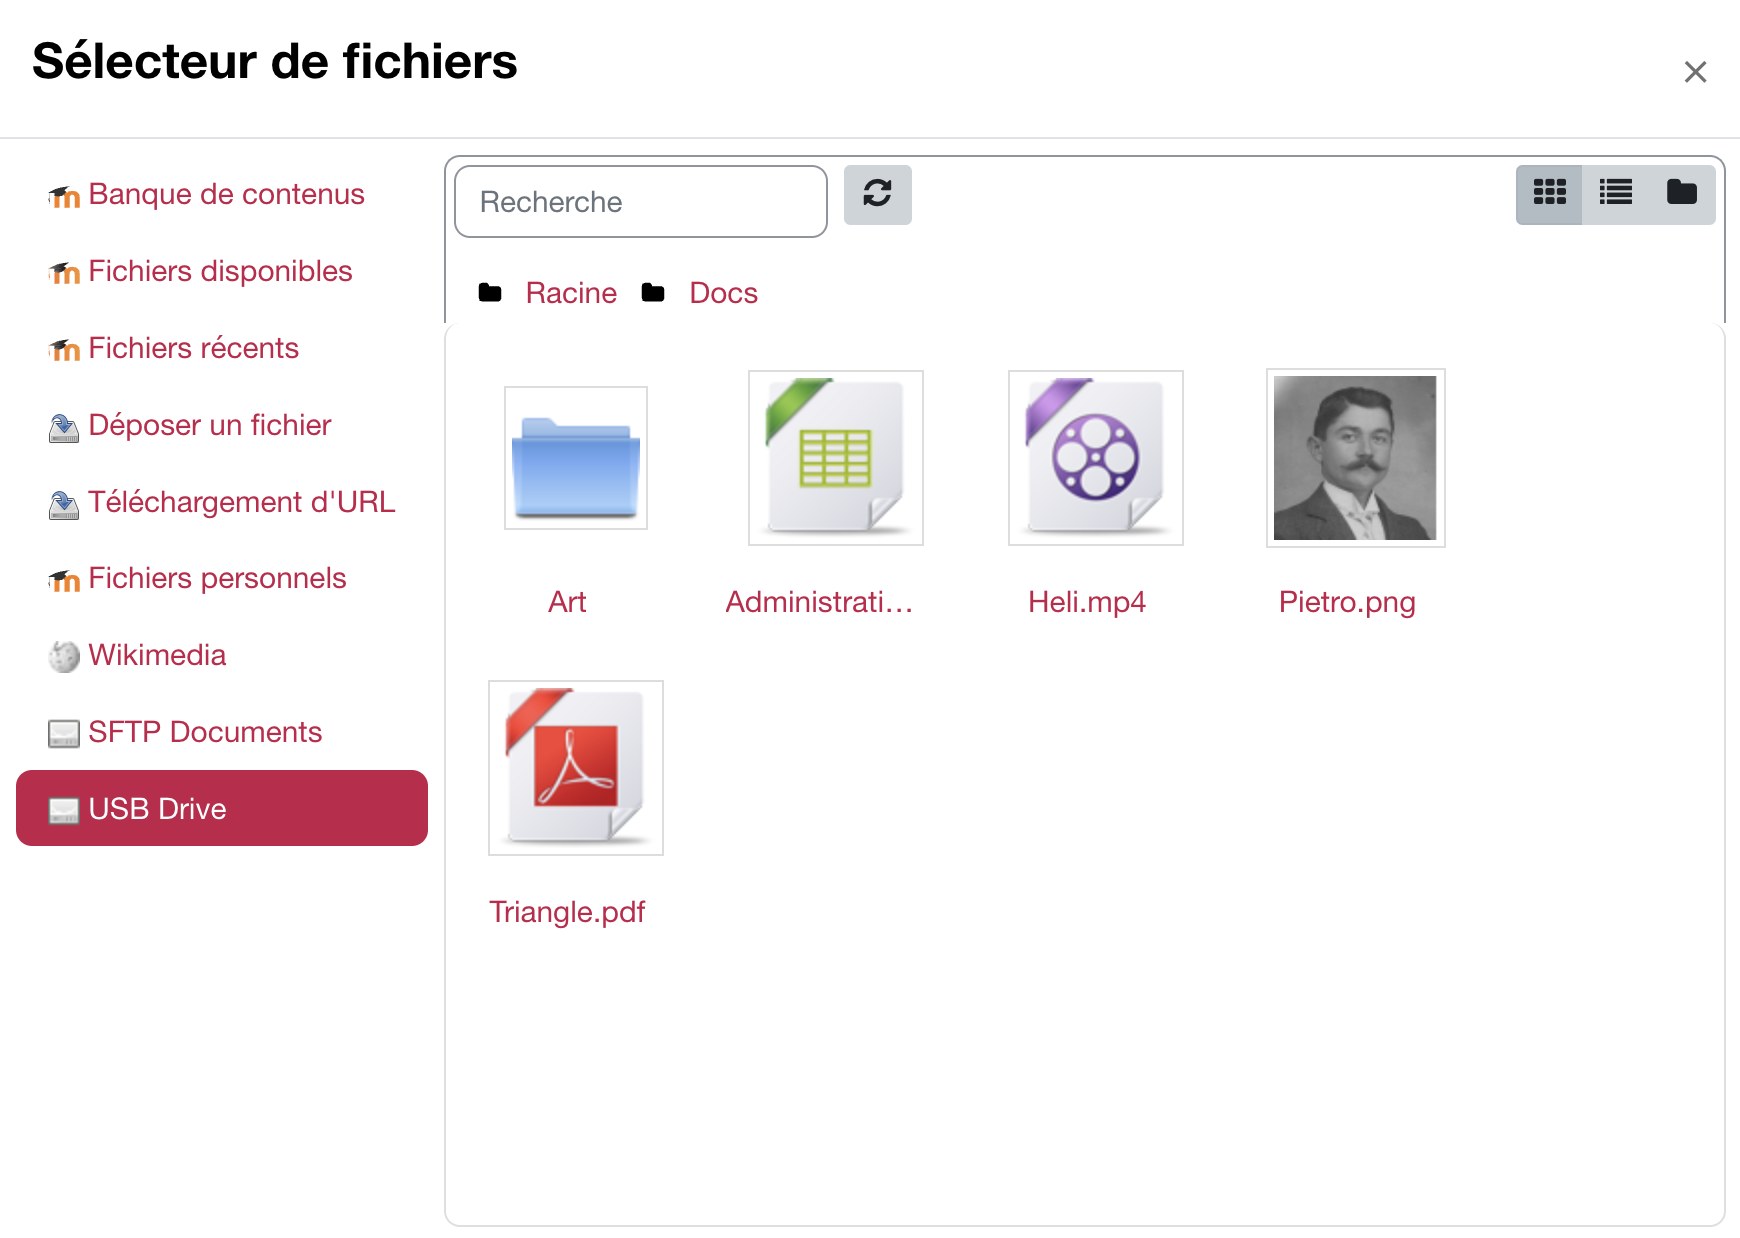 Sélecteur de fichiers
Banque de contenus
Fichiers disponibles
Fichiers récents
Déposer un fichier
Téléchargement d'URL
Fichiers personnels
Wikimedia
SFTP Documents
USB Drive
Recherche
Racine Docs
Art Administrati... Heli.mp4 Pietro.png
Triangle.pdf